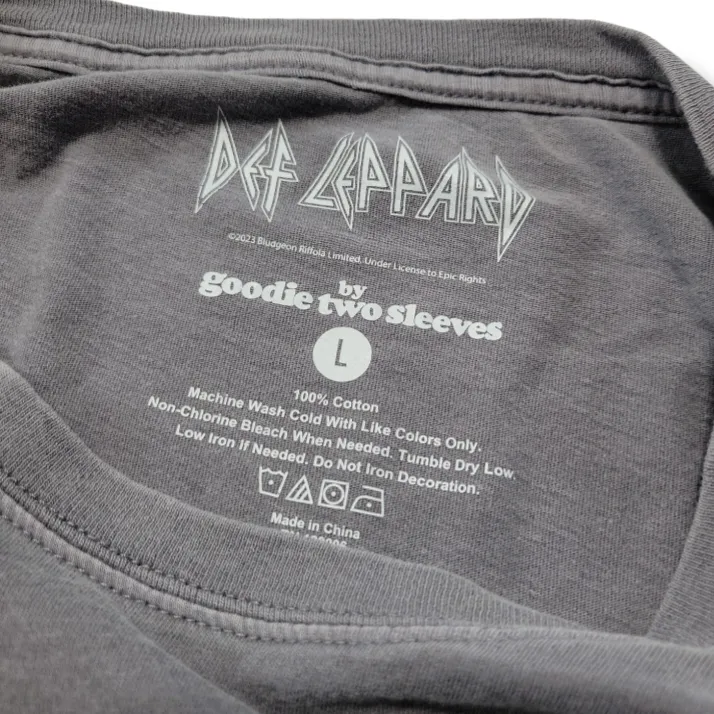 DEF LEPPARD
©2023 Bludgeon Riffola Limited. Under License to Epic Rights
by
goodie two sleeves
L
100% Cotton
Machine Wash Cold With Like Colors Only.
Non-Chlorine Bleach When Needed. Tumble Dry Low.
Low Iron If Needed. Do Not Iron Decoration.
Made in China